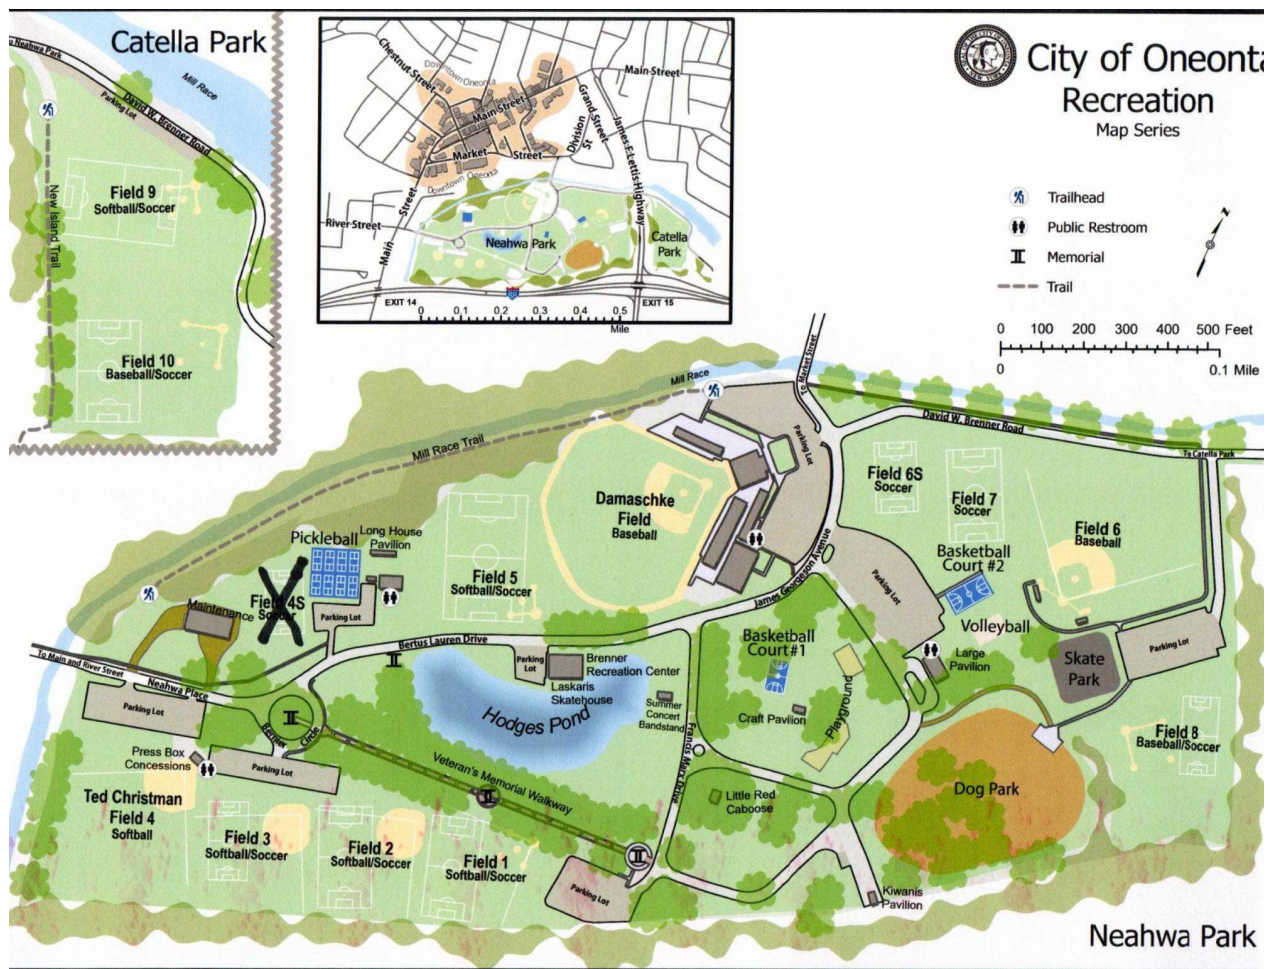 Catella Park
To Neahwa Park
Mill Race
Parking Lot
David W. Brenner Road
New Island Trail
Field 9
Softball/Soccer
Field 10
Baseball/Soccer
Chestnut Street
Downtown Oneonta
Main Street
Main Street
Grand Street
Division St
James F Lettis Highway
Market Street
Downtown Oneonta
Main Street
River Street
Neahwa Park
Catella
Park
EXIT 14
88
EXIT 15
0 0.1 0.2 0.3 0.4 0.5
Mile
City of Oneonta
Recreation
Map Series
Trailhead
Public Restroom
Memorial
Trail
N
0 100 200 300 400 500 Feet
0 0.1 Mile
To Market Street
Mill Race
Mill Race Trail
David W. Brenner Road
To Catella Park
Parking Lot
Damaschke
Field
Baseball
Field 6S
Soccer
Field 7
Soccer
Field 6
Baseball
Basketball
Court #2
Volleyball
Parking Lot
James Georgeson Avenue
Pickleball
Long House
Pavilion
Field 5
Softball/Soccer
Field 4S
Soccer
Parking Lot
Maintenance
To Main and River Street
Neahwa Place
Bertus Lauren Drive
Parking
Lot
Brenner
Recreation Center
Laskaris
Skatehouse
Hodges Pond
Summer
Concert
Bandstand
Francis Marx Drive
Basketball
Court #1
Craft Pavilion
Playground
Large
Pavilion
Skate
Park
Parking Lot
Field 8
Baseball/Soccer
Dog Park
Little Red
Caboose
Kiwanis
Pavilion
Parking Lot
Bernier Circle
Parking Lot
Press Box
Concessions
Veteran's Memorial Walkway
Ted Christman
Field 4
Softball
Field 3
Softball/Soccer
Field 2
Softball/Soccer
Field 1
Softball/Soccer
Parking Lot
Neahwa Park